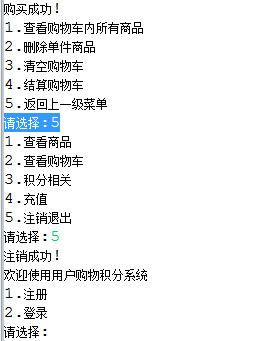 购买成功！
1.查看购物车内所有商品
2.删除单件商品
3.清空购物车
4.结算购物车
5.返回上一级菜单
请选择：5
1.查看商品
2.查看购物车
3.积分相关
4.充值
5.注销退出
请选择：5
注销成功！
欢迎使用用户购物积分系统
1.注册
2.登录
请选择：